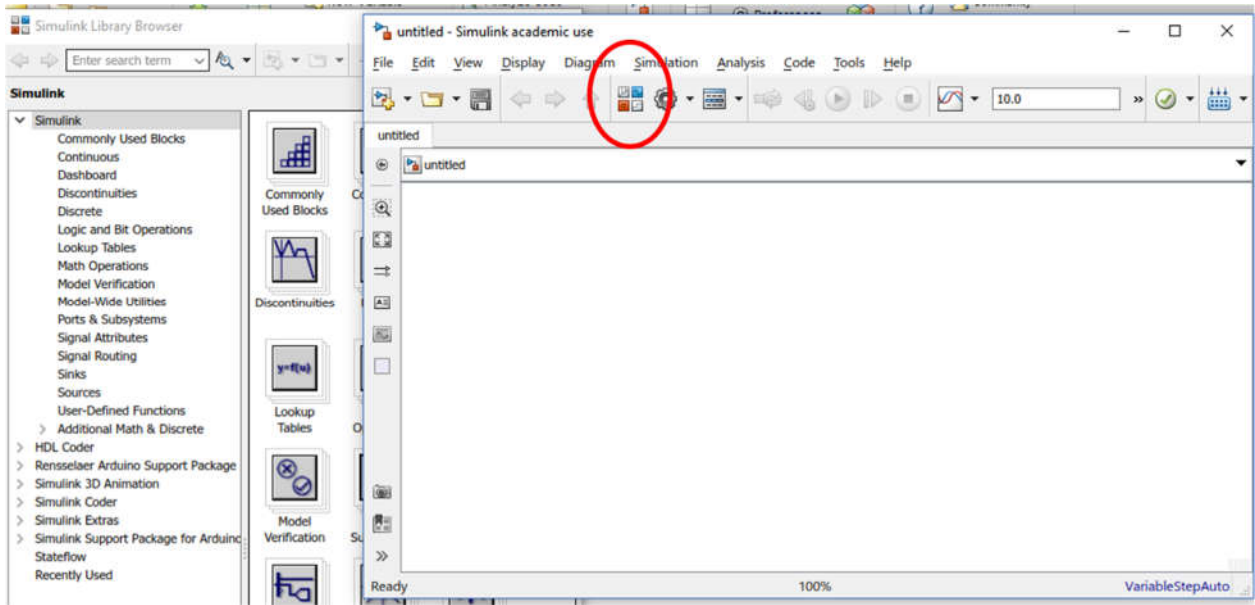 Simulink Library Browser
Enter search term
Simulink
Simulink
Commonly Used Blocks
Continuous
Dashboard
Discontinuities
Discrete
Logic and Bit Operations
Lookup Tables
Math Operations
Model Verification
Model-Wide Utilities
Ports & Subsystems
Signal Attributes
Signal Routing
Sinks
Sources
User-Defined Functions
Additional Math & Discrete
HDL Coder
Rensselaer Arduino Support Package
Simulink 3D Animation
Simulink Coder
Simulink Extras
Simulink Support Package for Arduino
Stateflow
Recently Used
Commonly
Used Blocks
Discontinuities
y=f(u)
Lookup
Tables
Model
Verification
untitled - Simulink academic use
File Edit View Display Diagram Simulation Analysis Code Tools Help
10.0
untitled
untitled
Ready 100% VariableStepAuto